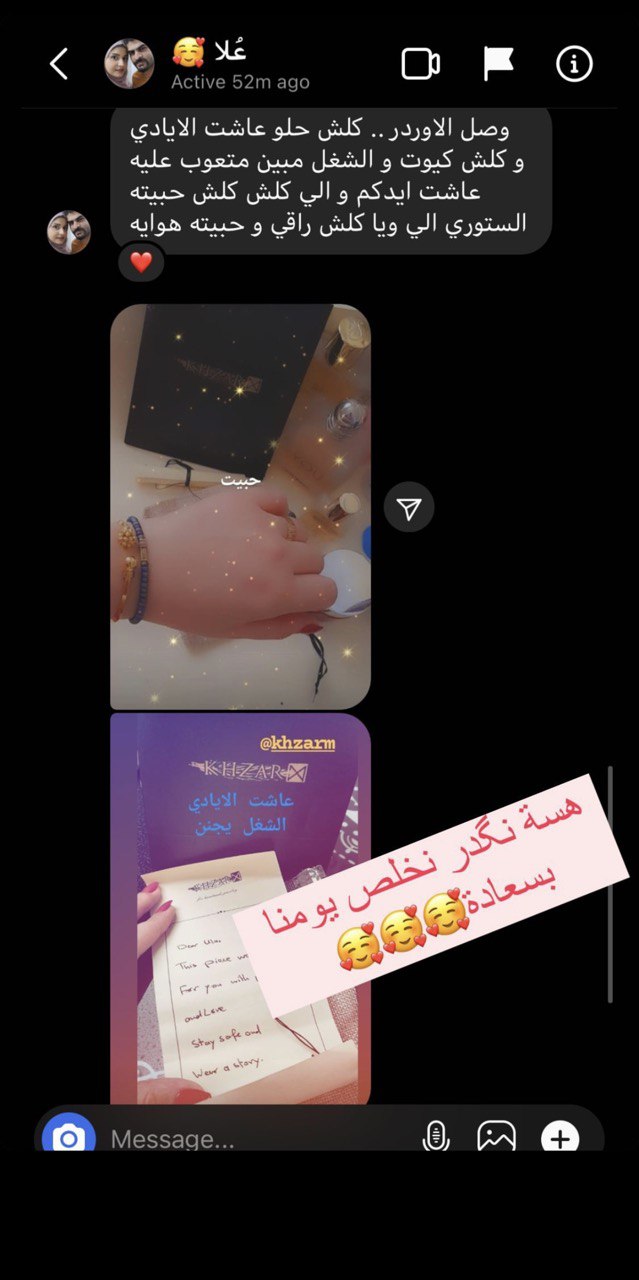 عُلا 🥰
Active 52m ago
وصل الاوردر .. كلش حلو عاشت الايادي
و كلش كيوت و الشغل مبين متعوب عليه
عاشت ايدكم و الي كلش كلش حبيته
الستوري الي ويا كلش راقي و حبيته هوايه
حبيت
@khzarm
KHZAR
عاشت الايادي
الشغل يجنن
Dear Ula,
This piece
For you with
and Love
Stay safe and
Wear a story.
هسة نگدر نخلص يومنا
بسعادة🥰🥰🥰
Message...